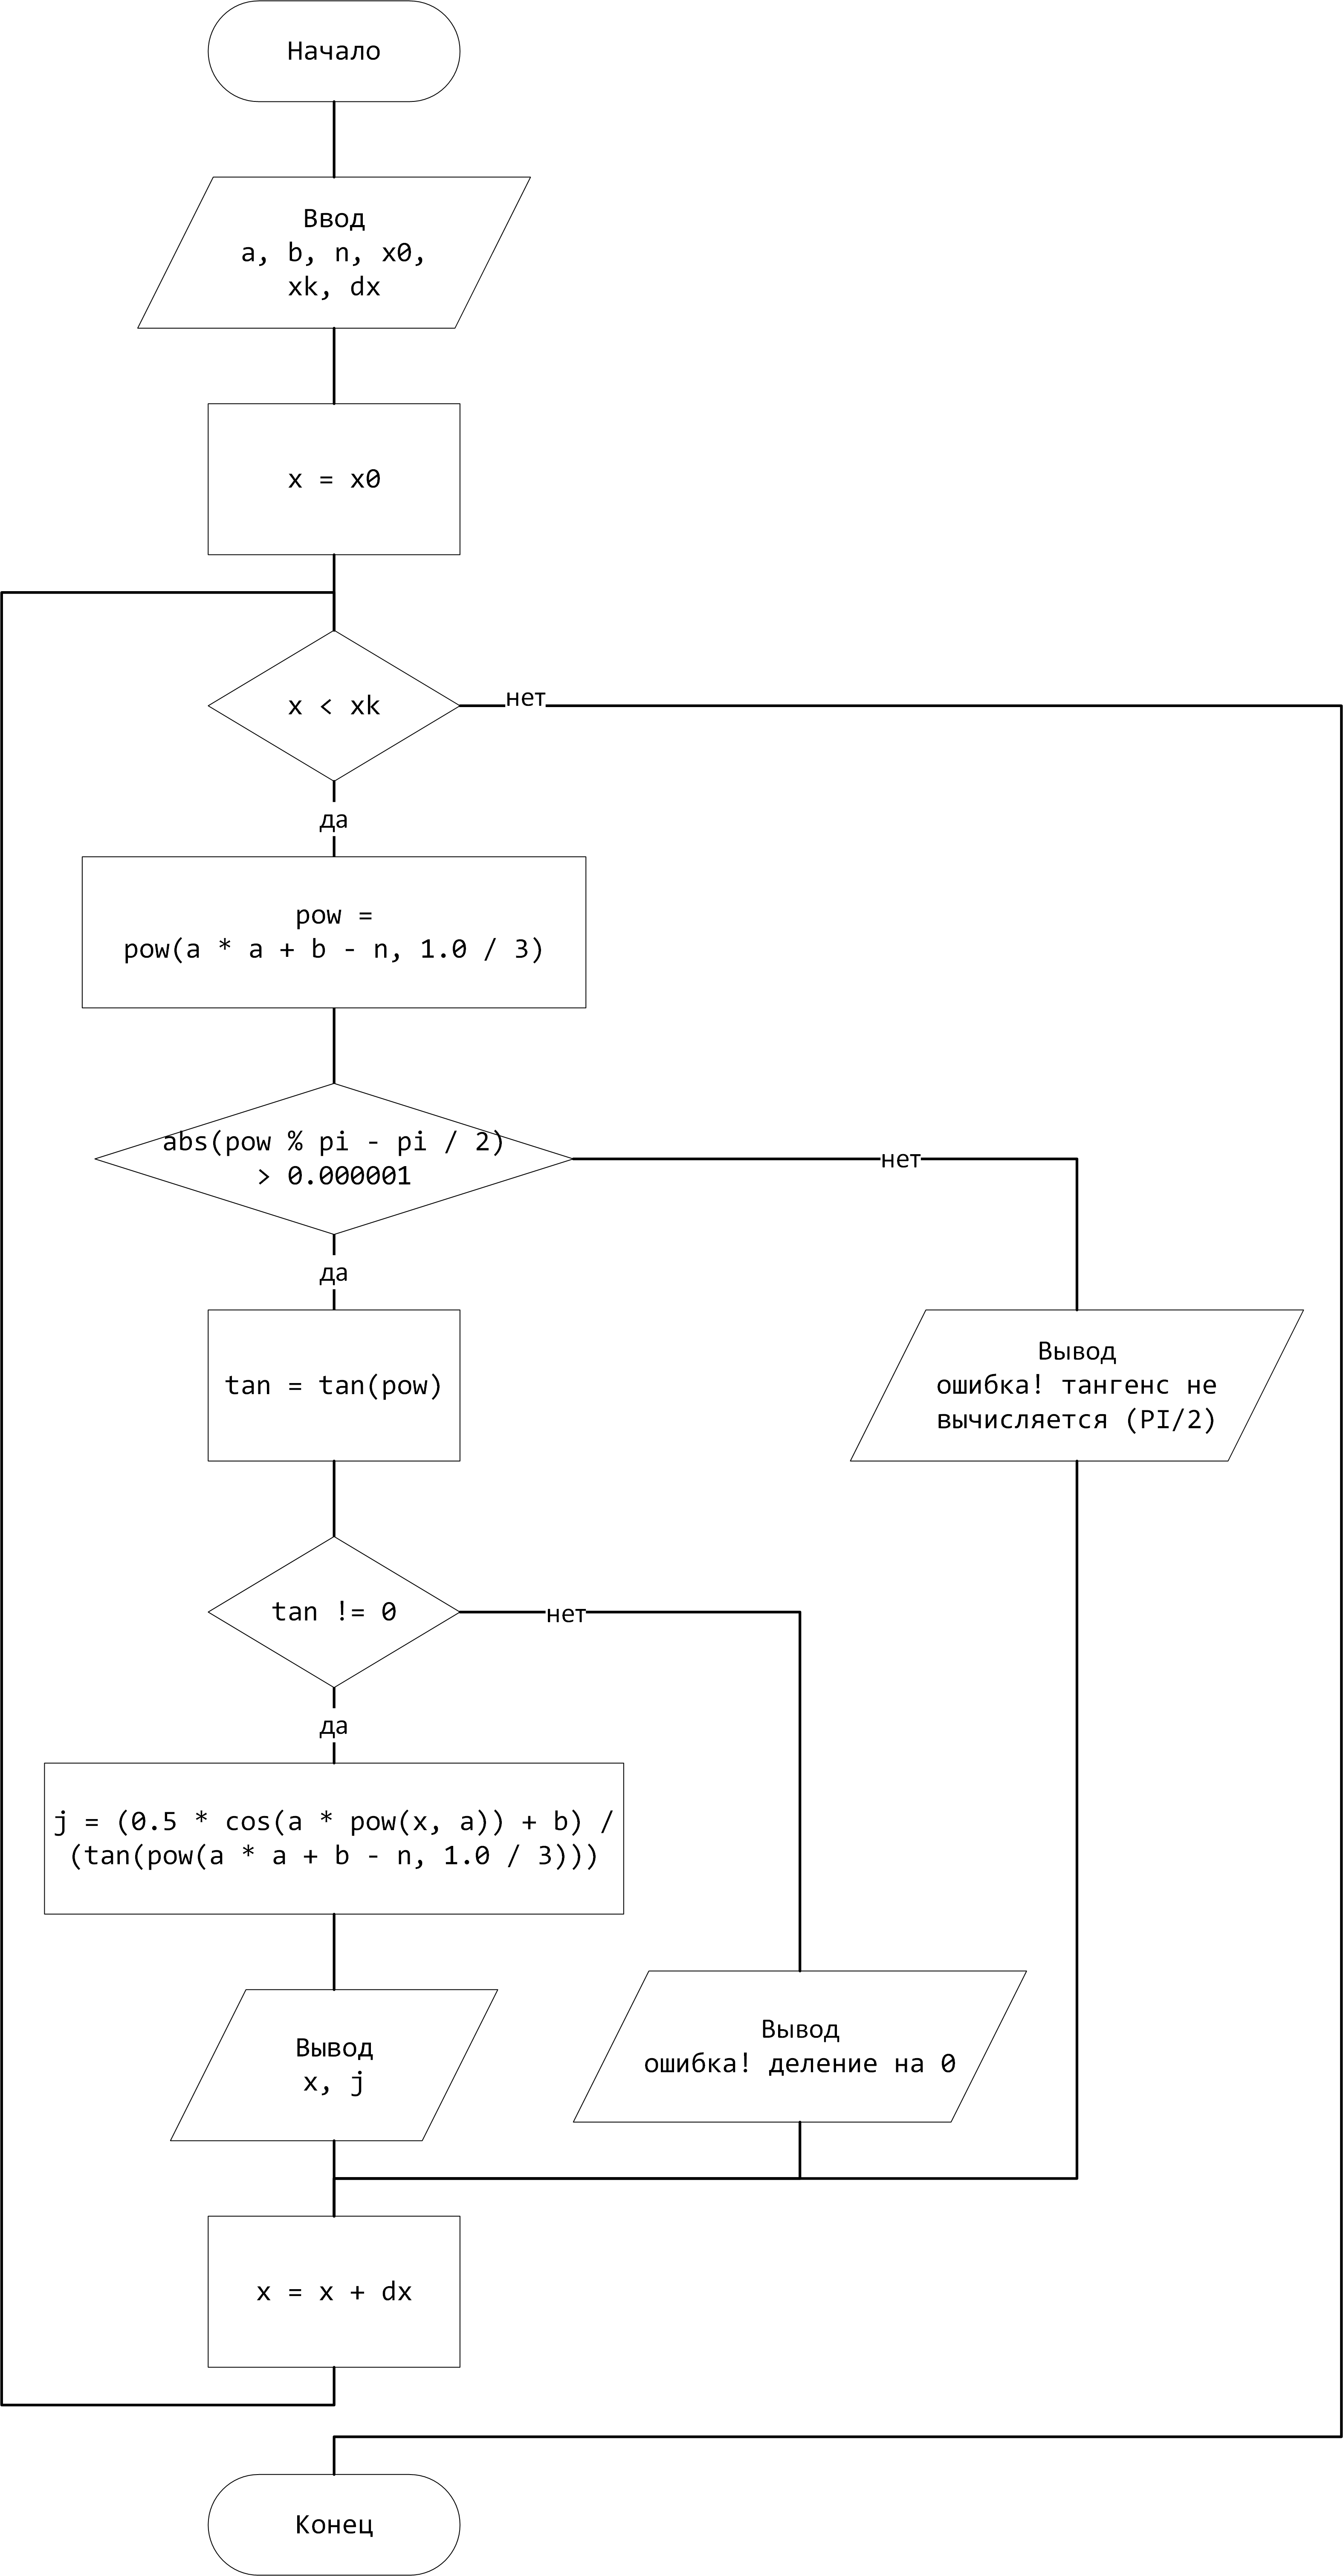 Начало
Ввод
a, b, n, x0,
xk, dx
x = x0
x < xk
нет
да
pow =
pow(a * a + b - n, 1.0 / 3)
abs(pow % pi - pi / 2)
> 0.000001
нет
да
tan = tan(pow)
Вывод
ошибка! тангенс не
вычисляется (PI/2)
tan != 0
нет
да
j = (0.5 * cos(a * pow(x, a)) + b) /
(tan(pow(a * a + b - n, 1.0 / 3)))
Вывод
x, j
Вывод
ошибка! деление на 0
x = x + dx
Конец